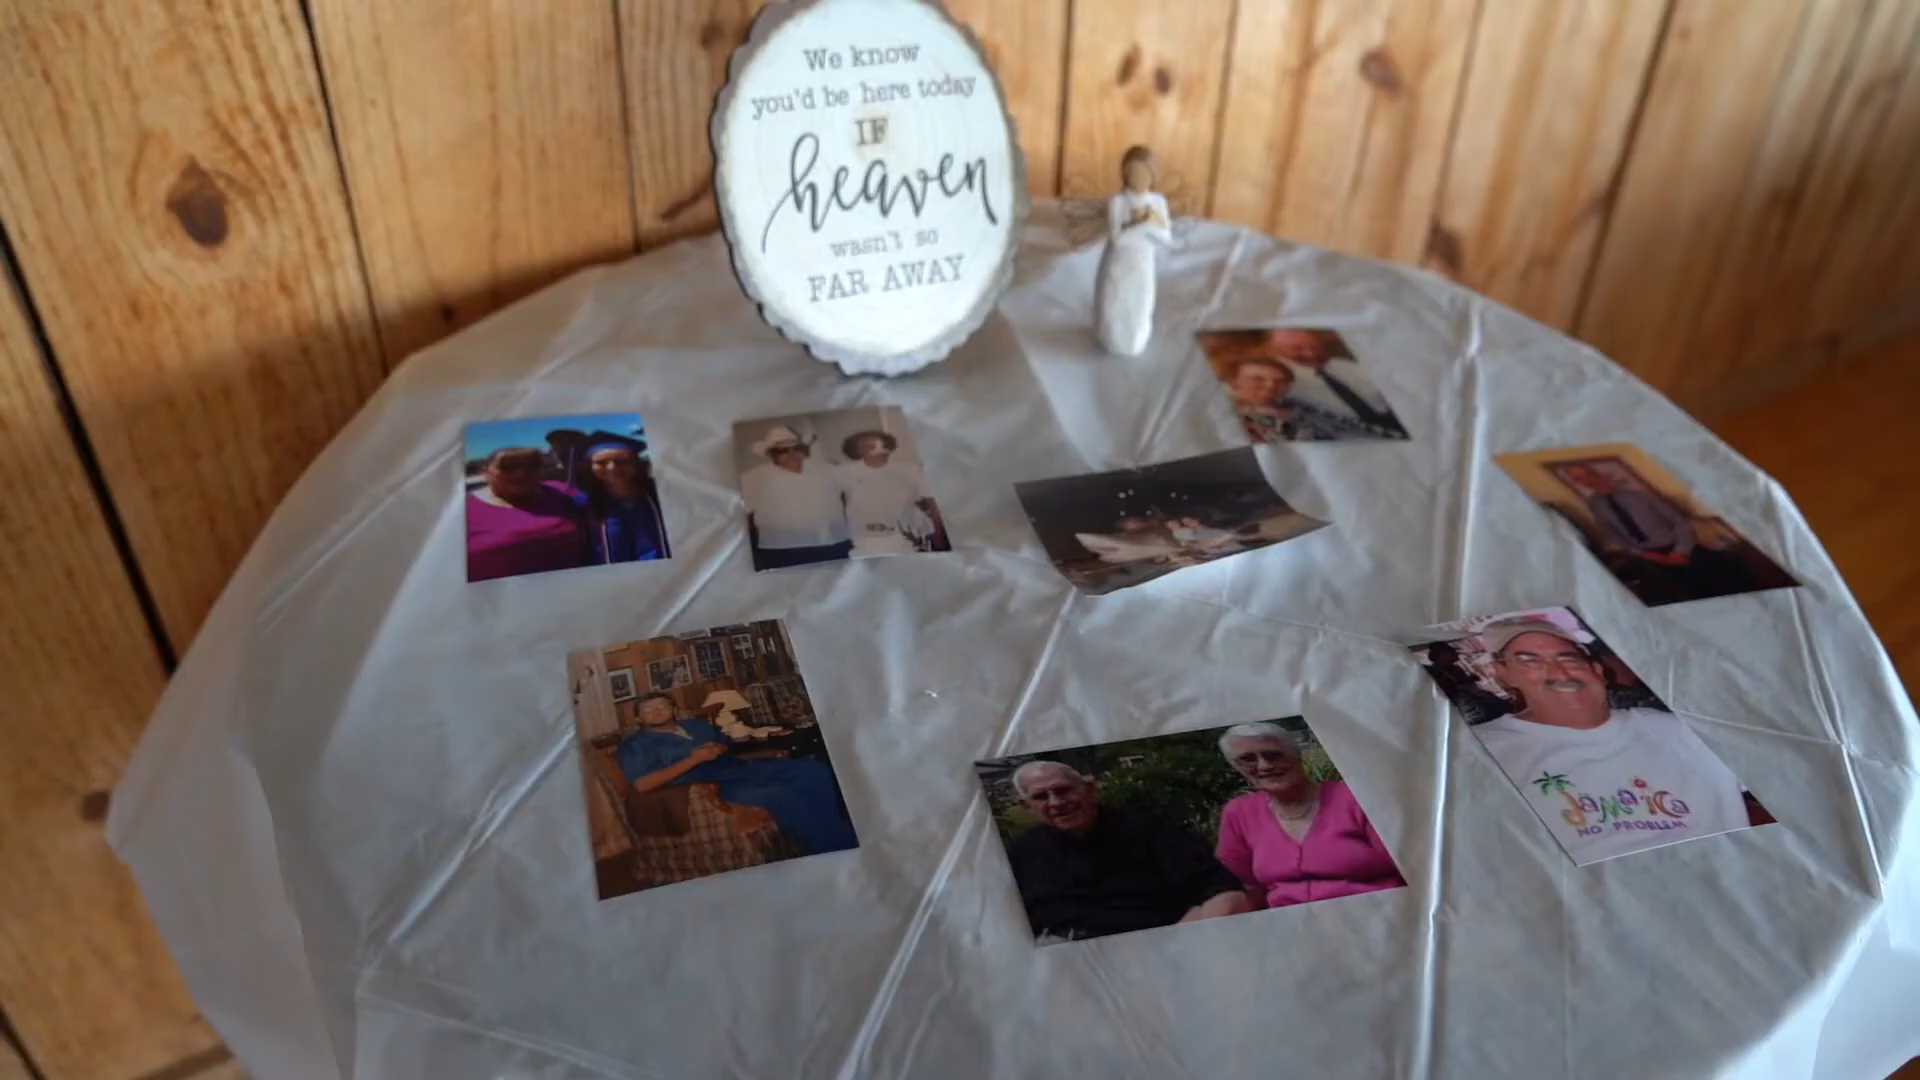 We know
you'd be here today
IF
heaven
wasn't so
FAR AWAY
JAMAICA
NO PROBLEM